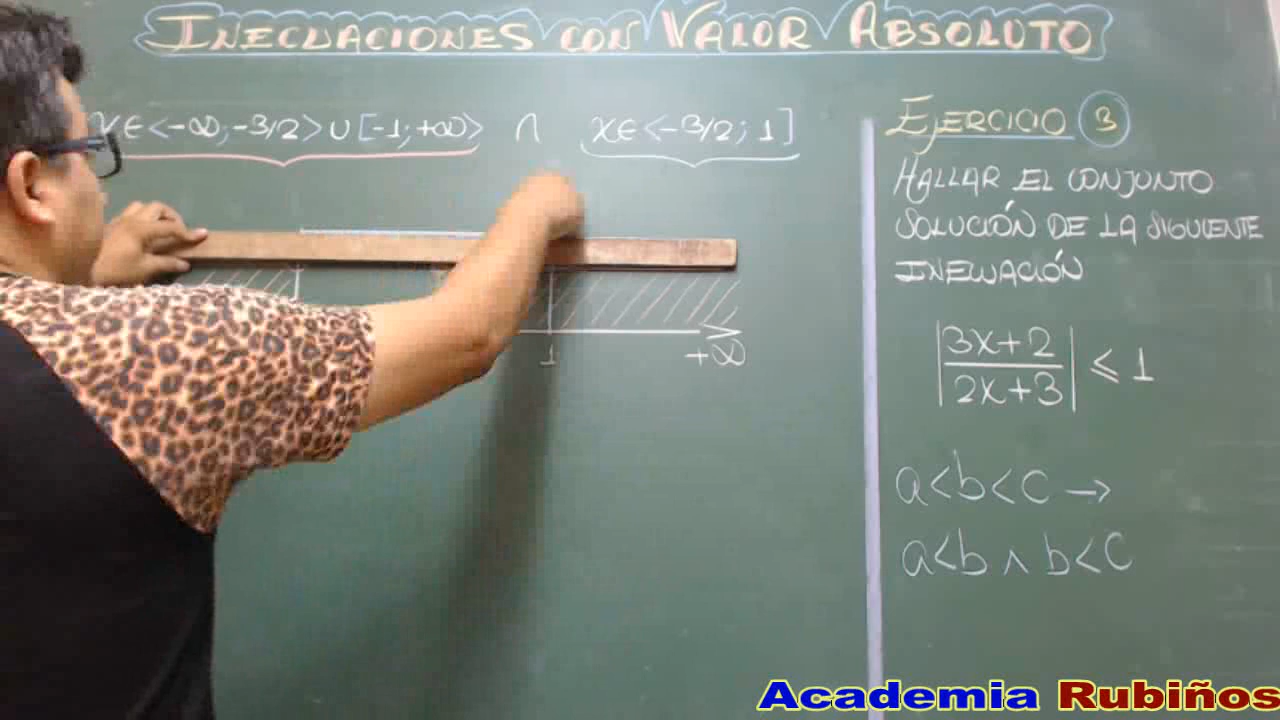 INECUACIONES CON VALOR ABSOLUTO
x∈<-∞;-3/2>∪[-1;+∞> ∩ x∈<-3/2;1]
1 +∞
EJERCICIO 3
HALLAR EL CONJUNTO
SOLUCIÓN DE LA SIGUIENTE
INECUACIÓN
|3x+2
2x+3| ≤ 1
a<b<c →
a<b ∧ b<c
Academia Rubiños